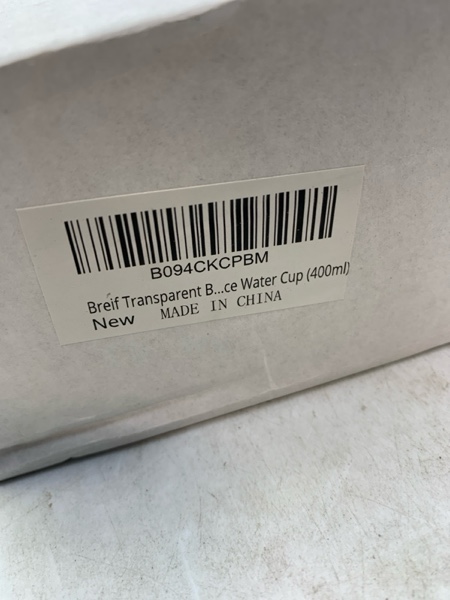 B094CKCPBM
Breif Transparent B...ce Water Cup (400ml)
New MADE IN CHINA